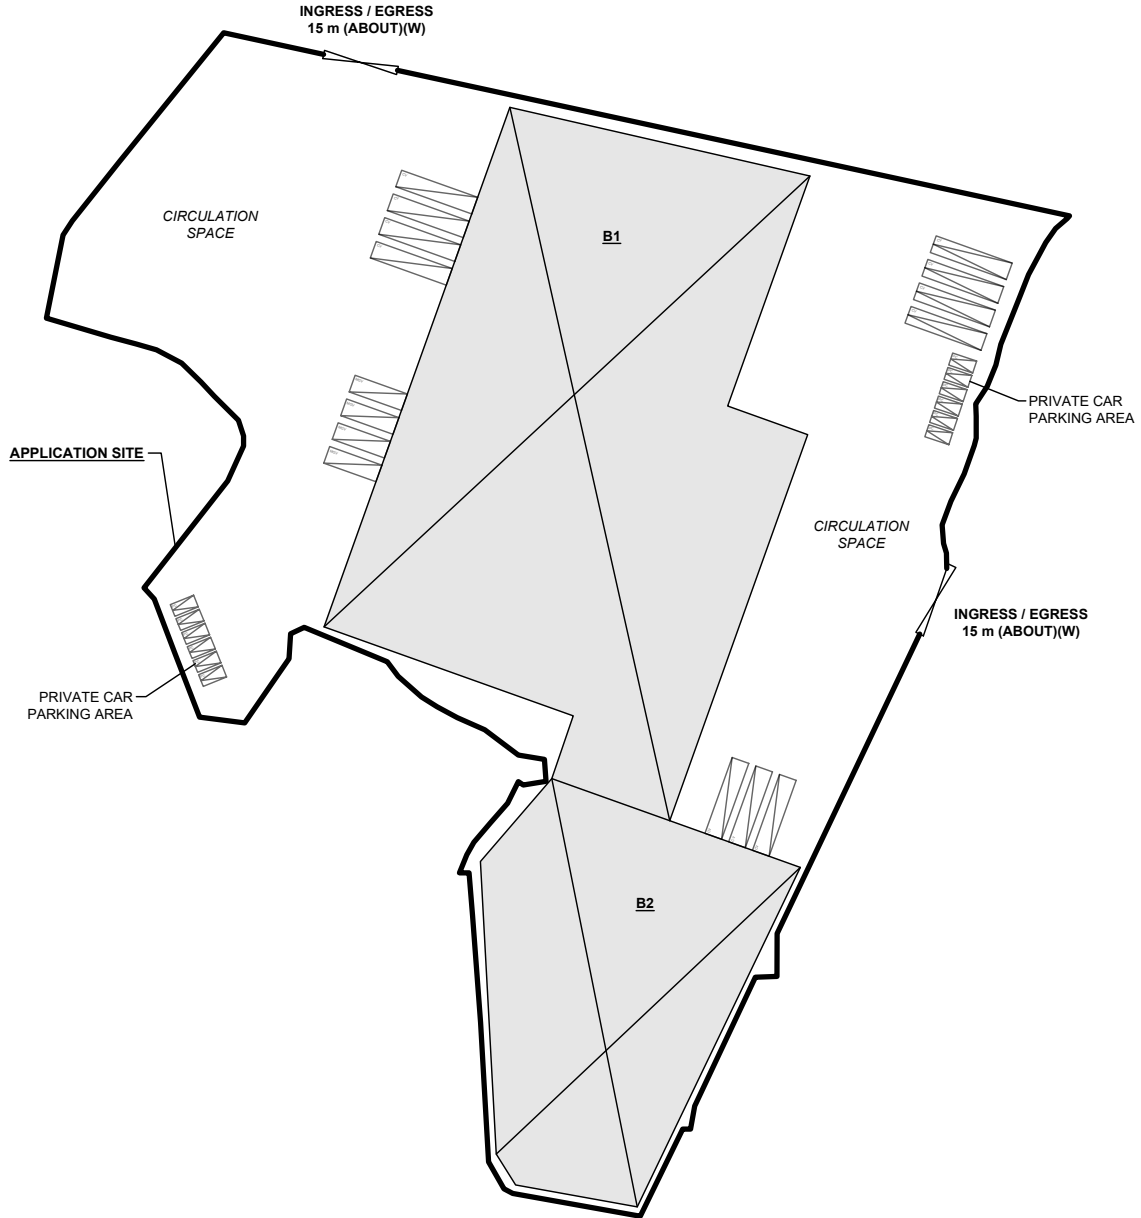 INGRESS / EGRESS
15 m (ABOUT)(W)
CIRCULATION
SPACE
B1
PRIVATE CAR
PARKING AREA
APPLICATION SITE
CIRCULATION
SPACE
INGRESS / EGRESS
15 m (ABOUT)(W)
PRIVATE CAR
PARKING AREA
B2